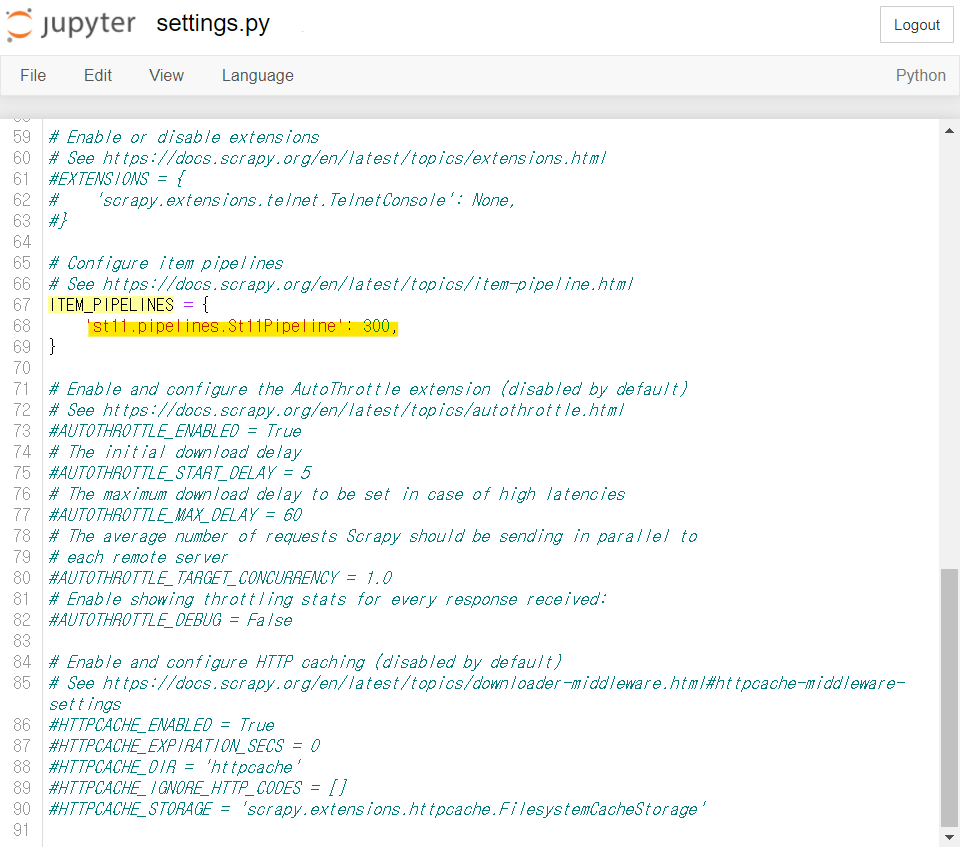 jupyter settings.py
Logout
File Edit View Language Python
59 # Enable or disable extensions
60 # See https://docs.scrapy.org/en/latest/topics/extensions.html
61 #EXTENSIONS = {
62 #    'scrapy.extensions.telnet.TelnetConsole': None,
63 #}
64
65 # Configure item pipelines
66 # See https://docs.scrapy.org/en/latest/topics/item-pipeline.html
67 ITEM_PIPELINES = {
68     'st11.pipelines.St11Pipeline': 300,
69 }
70
71 # Enable and configure the AutoThrottle extension (disabled by default)
72 # See https://docs.scrapy.org/en/latest/topics/autothrottle.html
73 #AUTOTHROTTLE_ENABLED = True
74 # The initial download delay
75 #AUTOTHROTTLE_START_DELAY = 5
76 # The maximum download delay to be set in case of high latencies
77 #AUTOTHROTTLE_MAX_DELAY = 60
78 # The average number of requests Scrapy should be sending in parallel to
79 # each remote server
80 #AUTOTHROTTLE_TARGET_CONCURRENCY = 1.0
81 # Enable showing throttling stats for every response received:
82 #AUTOTHROTTLE_DEBUG = False
83
84 # Enable and configure HTTP caching (disabled by default)
85 # See https://docs.scrapy.org/en/latest/topics/downloader-middleware.html#httpcache-middleware-
settings
86 #HTTPCACHE_ENABLED = True
87 #HTTPCACHE_EXPIRATION_SECS = 0
88 #HTTPCACHE_DIR = 'httpcache'
89 #HTTPCACHE_IGNORE_HTTP_CODES = []
90 #HTTPCACHE_STORAGE = 'scrapy.extensions.httpcache.FilesystemCacheStorage'
91